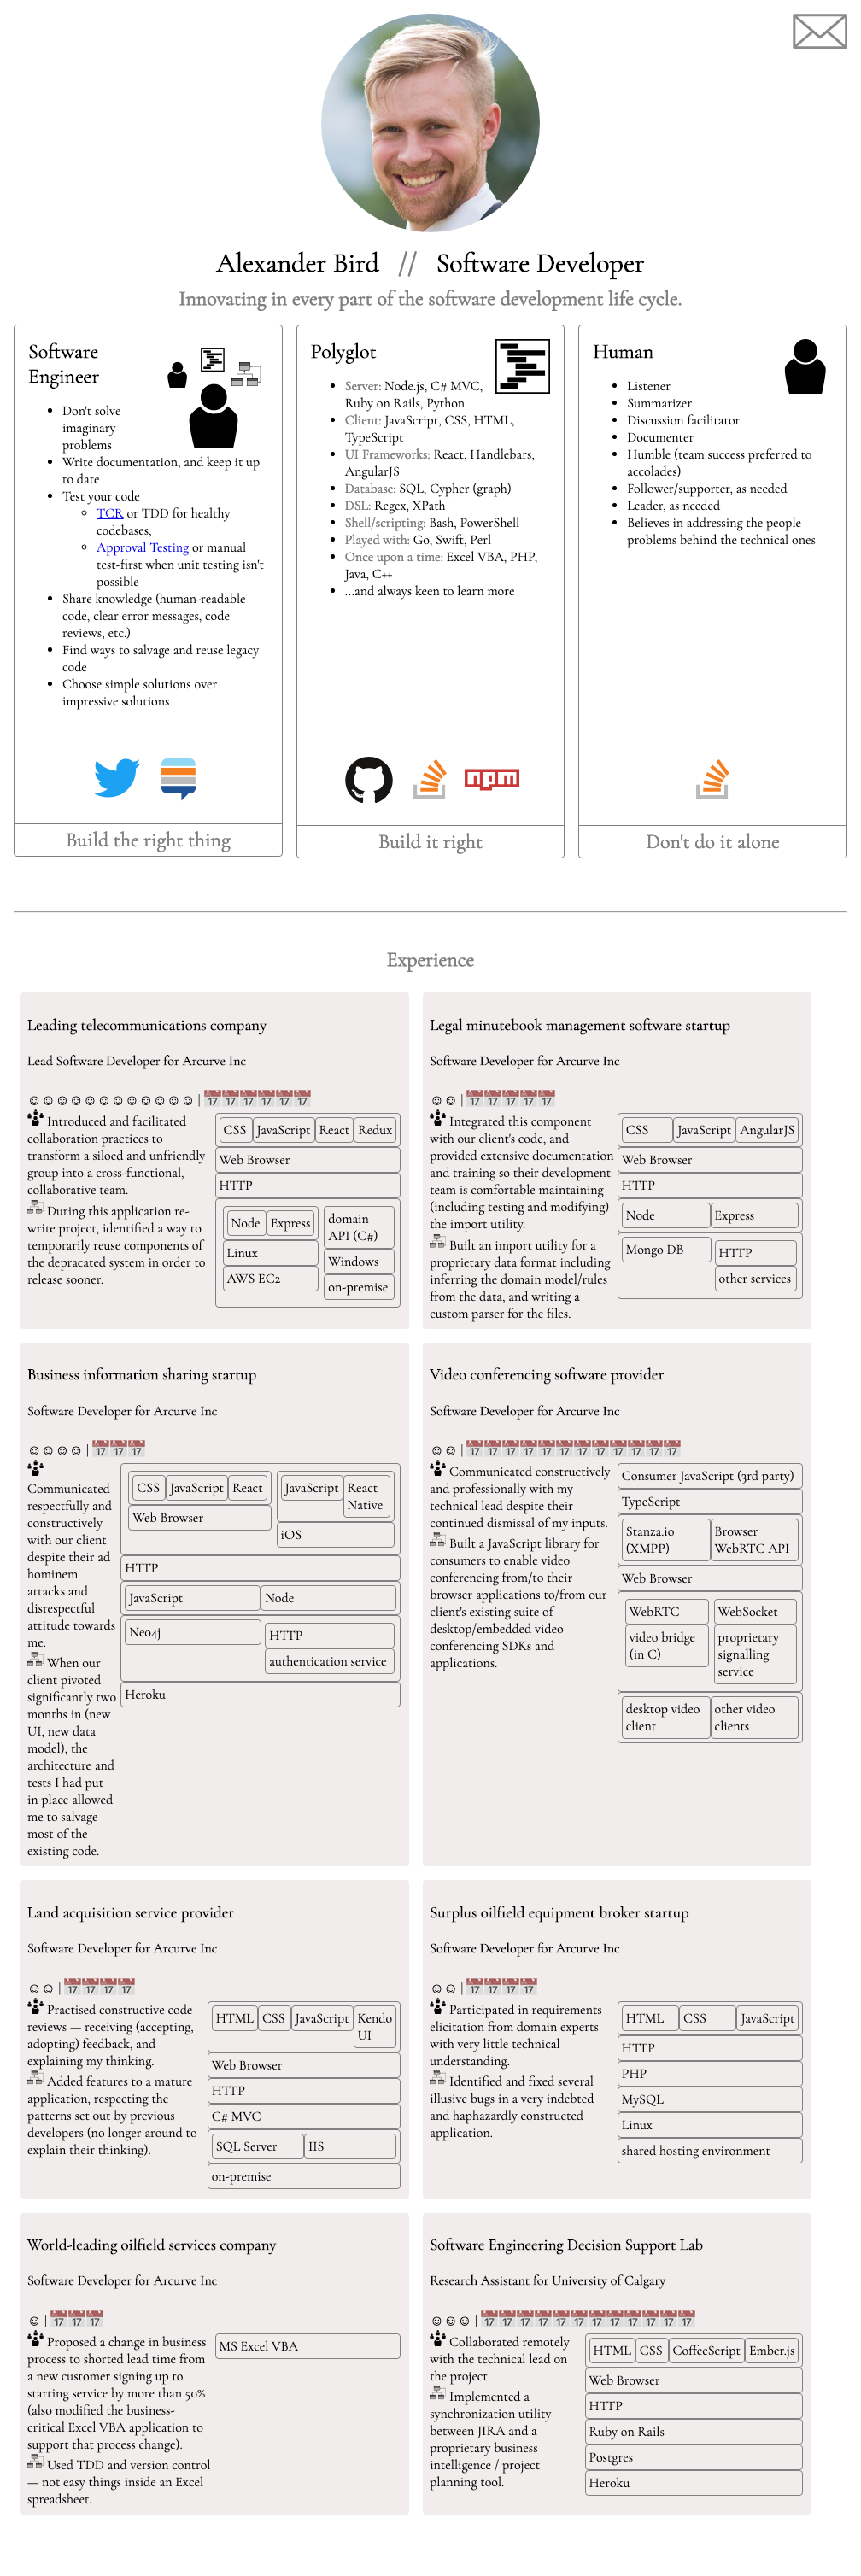 Alexander Bird // Software Developer
Innovating in every part of the software development life cycle.
Software
Engineer
Don't solve
imaginary
problems
Write documentation, and keep it up
to date
Test your code
TCR or TDD for healthy
codebases,
Approval Testing or manual
test-first when unit testing isn't
possible
Share knowledge (human-readable
code, clear error messages, code
reviews, etc.)
Find ways to salvage and reuse legacy
code
Choose simple solutions over
impressive solutions
Build the right thing
Polyglot
Server: Node.js, C# MVC,
Ruby on Rails, Python
Client: JavaScript, CSS, HTML,
TypeScript
UI Frameworks: React, Handlebars,
AngularJS
Database: SQL, Cypher (graph)
DSL: Regex, XPath
Shell/scripting: Bash, PowerShell
Played with: Go, Swift, Perl
Once upon a time: Excel VBA, PHP,
Java, C++
...and always keen to learn more
npm
Build it right
Human
Listener
Summarizer
Discussion facilitator
Documenter
Humble (team success preferred to
accolades)
Follower/supporter, as needed
Leader, as needed
Believes in addressing the people
problems behind the technical ones
Don't do it alone
Experience
Leading telecommunications company
Lead Software Developer for Arcurve Inc
☺☺☺☺☺☺☺☺☺☺☺☺ | 17 17 17 17 17 17
Introduced and facilitated
collaboration practices to
transform a siloed and unfriendly
group into a cross-functional,
collaborative team.
During this application re-
write project, identified a way to
temporarily reuse components of
the depracated system in order to
release sooner.
CSS JavaScript React Redux
Web Browser
HTTP
Node Express
Linux
AWS EC2
domain
API (C#)
Windows
on-premise
Legal minutebook management software startup
Software Developer for Arcurve Inc
☺☺ | 17 17 17 17 17
Integrated this component
with our client's code, and
provided extensive documentation
and training so their development
team is comfortable maintaining
(including testing and modifying)
the import utility.
Built an import utility for a
proprietary data format including
inferring the domain model/rules
from the data, and writing a
custom parser for the files.
CSS JavaScript AngularJS
Web Browser
HTTP
Node Express
Mongo DB
HTTP
other services
Business information sharing startup
Software Developer for Arcurve Inc
☺☺☺☺ | 17 17 17
Communicated
respectfully and
constructively
with our client
despite their ad
hominem
attacks and
disrespectful
attitude towards
me.
When our
client pivoted
significantly two
months in (new
UI, new data
model), the
architecture and
tests I had put
in place allowed
me to salvage
most of the
existing code.
CSS JavaScript React
Web Browser
JavaScript React
Native
iOS
HTTP
JavaScript Node
Neo4j
HTTP
authentication service
Heroku
Video conferencing software provider
Software Developer for Arcurve Inc
☺☺ | 17 17 17 17 17 17 17 17 17 17 17 17
Communicated constructively
and professionally with my
technical lead despite their
continued dismissal of my inputs.
Built a JavaScript library for
consumers to enable video
conferencing from/to their
browser applications to/from our
client's existing suite of
desktop/embedded video
conferencing SDKs and
applications.
Consumer JavaScript (3rd party)
TypeScript
Stanza.io
(XMPP)
Browser
WebRTC API
Web Browser
WebRTC
video bridge
(in C)
WebSocket
proprietary
signalling
service
desktop video
client
other video
clients
Land acquisition service provider
Software Developer for Arcurve Inc
☺☺ | 17 17 17 17
Practised constructive code
reviews — receiving (accepting,
adopting) feedback, and
explaining my thinking.
Added features to a mature
application, respecting the
patterns set out by previous
developers (no longer around to
explain their thinking).
HTML CSS JavaScript Kendo
UI
Web Browser
HTTP
C# MVC
SQL Server IIS
on-premise
Surplus oilfield equipment broker startup
Software Developer for Arcurve Inc
☺☺ | 17 17 17 17
Participated in requirements
elicitation from domain experts
with very little technical
understanding.
Identified and fixed several
illusive bugs in a very indebted
and haphazardly constructed
application.
HTML CSS JavaScript
HTTP
PHP
MySQL
Linux
shared hosting environment
World-leading oilfield services company
Software Developer for Arcurve Inc
☺ | 17 17 17
Proposed a change in business
process to shorted lead time from
a new customer signing up to
starting service by more than 50%
(also modified the business-
critical Excel VBA application to
support that process change).
Used TDD and version control
— not easy things inside an Excel
spreadsheet.
MS Excel VBA
Software Engineering Decision Support Lab
Research Assistant for University of Calgary
☺☺☺ | 17 17 17 17 17 17 17 17 17 17 17 17
Collaborated remotely
with the technical lead on
the project.
Implemented a
synchronization utility
between JIRA and a
proprietary business
intelligence / project
planning tool.
HTML CSS CoffeeScript Ember.js
Web Browser
HTTP
Ruby on Rails
Postgres
Heroku